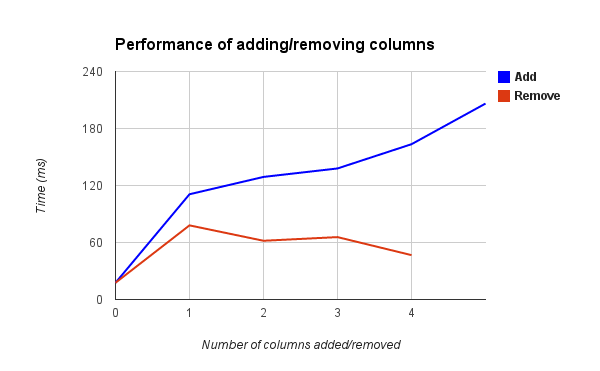 Performance of adding/removing columns
240
180
120
60
0
Time (ms)
0 1 2 3 4
Number of columns added/removed
Add
Remove